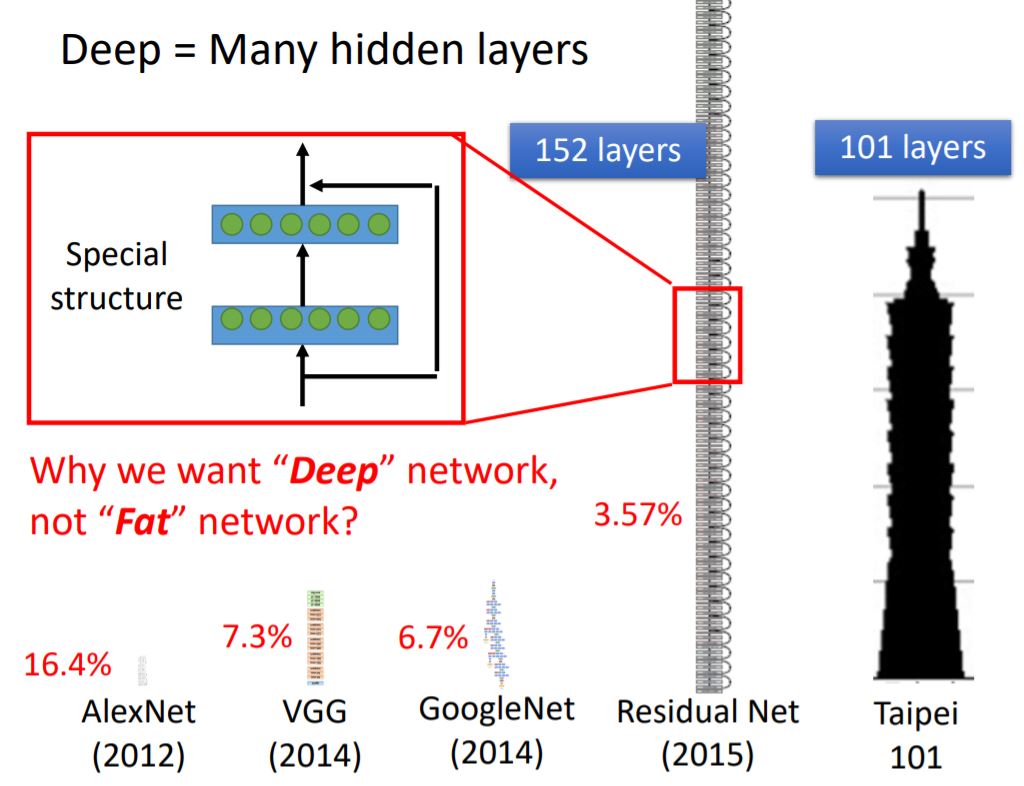 Deep = Many hidden layers
152 layers
101 layers
Special
structure
Why we want “Deep” network,
not “Fat” network?
3.57%
7.3%
6.7%
16.4%
AlexNet
(2012)
VGG
(2014)
GoogleNet
(2014)
Residual Net
(2015)
Taipei
101